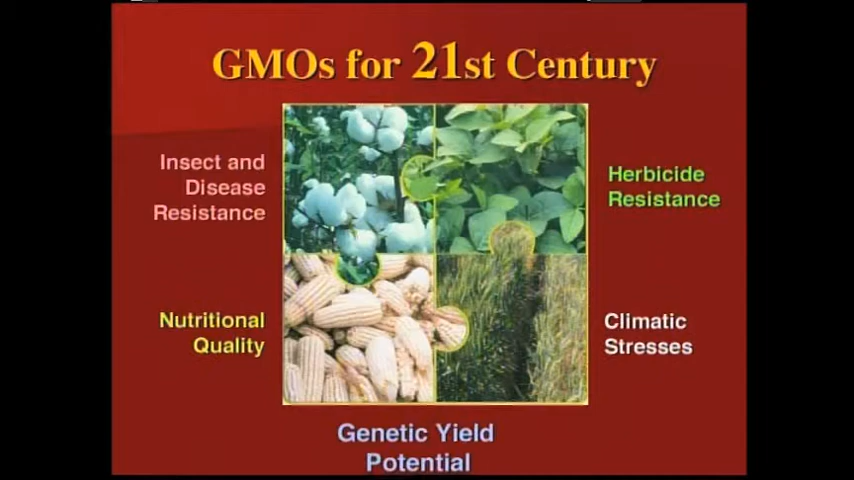 GMOs for 21st Century
Insect and
Disease
Resistance
Herbicide
Resistance
Nutritional
Quality
Climatic
Stresses
Genetic Yield
Potential